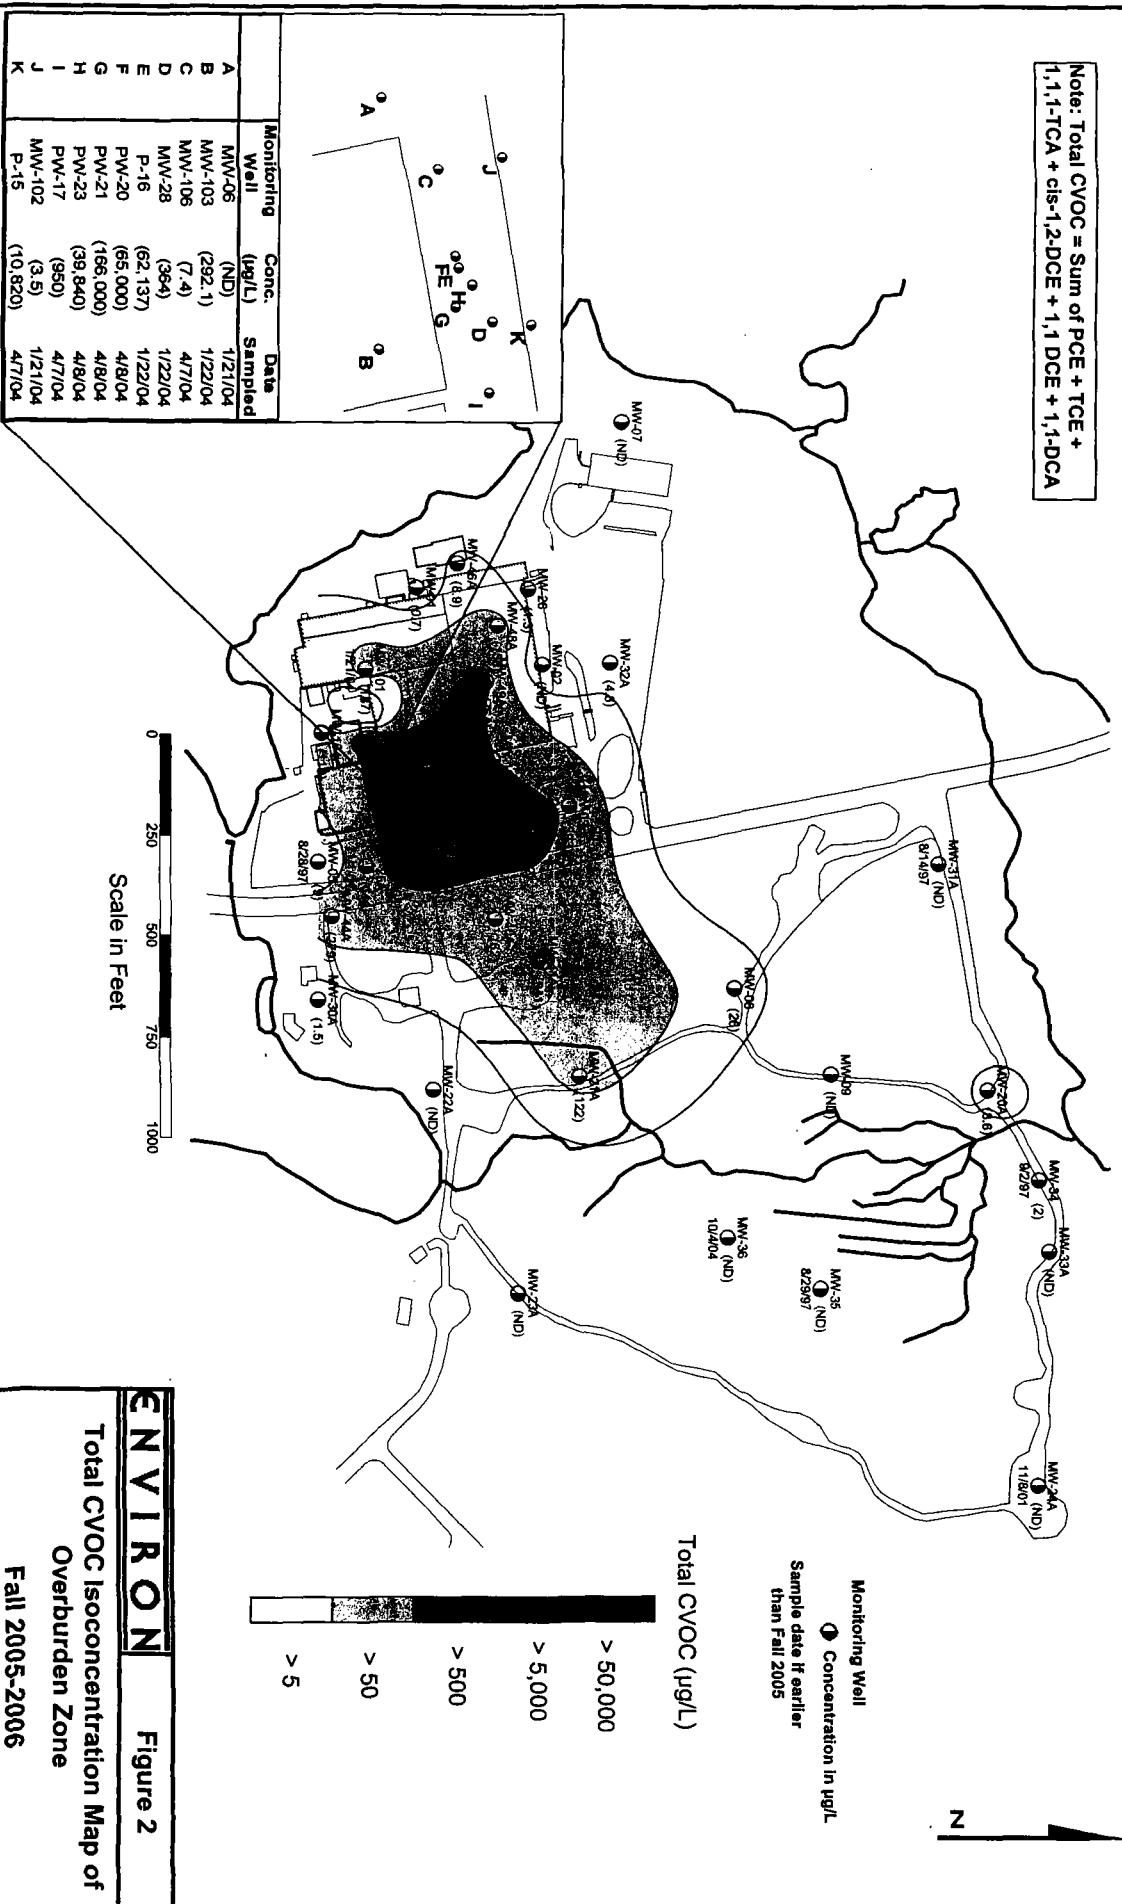 Note: Total CVOC = Sum of PCE + TCE +
1,1,1-TCA + cis-1,2-DCE + 1,1 DCE + 1,1-DCA
J
K
A
C
F E
H
D
G
I
B
Monitoring Well Conc. (µg/L) Date Sampled
A MW-06 (ND) 1/21/04
B MW-103 (292.1) 1/22/04
C MW-106 (7.4) 4/7/04
D MW-28 (364) 1/22/04
E P-16 (62,137) 1/22/04
F PW-20 (65,000) 4/8/04
G PW-21 (166,000) 4/8/04
H PW-23 (39,840) 4/8/04
I PW-17 (950) 4/7/04
J MW-102 (3.5) 1/21/04
K P-15 (10,820) 4/7/04
MW-07 (ND)
MW-46A (8.9)
MW-32A
MW-02 (ND)
MW-48A
MW-31A (ND)
8/14/97
MW-08
MW-09 (ND)
MW-20A
MW-34 (2)
9/2/97
MW-33A (ND)
MW-24A (ND)
11/8/01
MW-35 (ND)
8/29/97
MW-36 (ND)
10/4/04
MW-23A (ND)
MW-22A (ND)
MW-30A (1.5)
8/28/97
(122)
0 250 500 750 1000
Scale in Feet
Monitoring Well
Concentration in µg/L
Sample date if earlier
than Fall 2005
Total CVOC (µg/L)
> 50,000
> 5,000
> 500
> 50
> 5
N
ENVIRON
Figure 2
Total CVOC Isoconcentration Map of
Overburden Zone
Fall 2005-2006